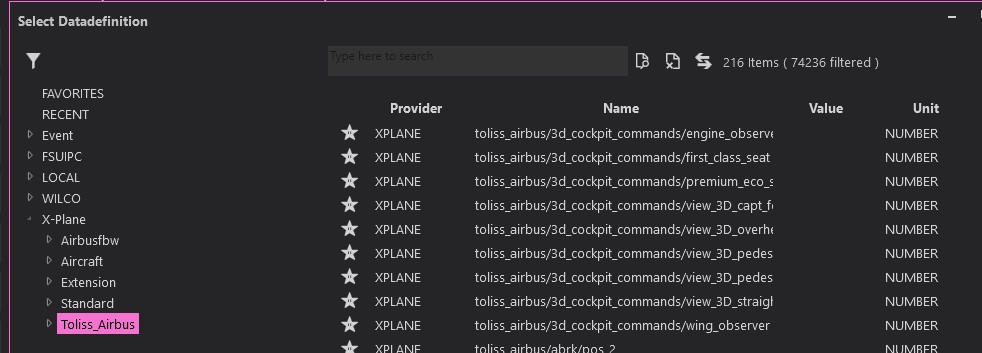 Select Datadefinition
Type here to search
216 Items ( 74236 filtered )
FAVORITES
RECENT
Event
FSUIPC
LOCAL
WILCO
X-Plane
Airbusfbw
Aircraft
Extension
Standard
Toliss_Airbus
Provider Name Value Unit
XPLANE toliss_airbus/3d_cockpit_commands/engine_observe NUMBER
XPLANE toliss_airbus/3d_cockpit_commands/first_class_seat NUMBER
XPLANE toliss_airbus/3d_cockpit_commands/premium_eco_s NUMBER
XPLANE toliss_airbus/3d_cockpit_commands/view_3D_capt_fo NUMBER
XPLANE toliss_airbus/3d_cockpit_commands/view_3D_overhe NUMBER
XPLANE toliss_airbus/3d_cockpit_commands/view_3D_pedes NUMBER
XPLANE toliss_airbus/3d_cockpit_commands/view_3D_pedes NUMBER
XPLANE toliss_airbus/3d_cockpit_commands/view_3D_straigh NUMBER
XPLANE toliss_airbus/3d_cockpit_commands/wing_observer NUMBER
XPLANE toliss_airbus/abrk/pos_2 NUMBER